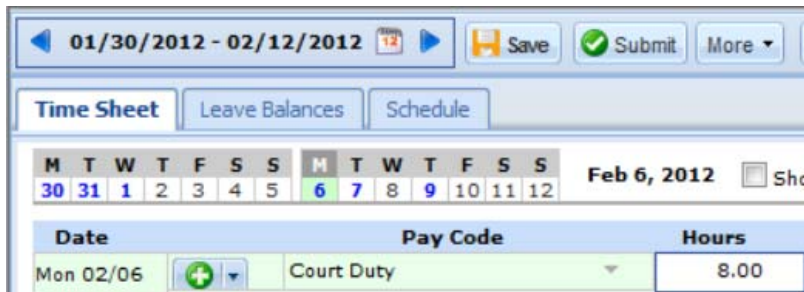 01/30/2012 - 02/12/2012 12 Save Submit More
Time Sheet Leave Balances Schedule
M T W T F S S M T W T F S S
30 31 1 2 3 4 5 6 7 8 9 10 11 12 Feb 6, 2012
Date Pay Code Hours
Mon 02/06 Court Duty 8.00